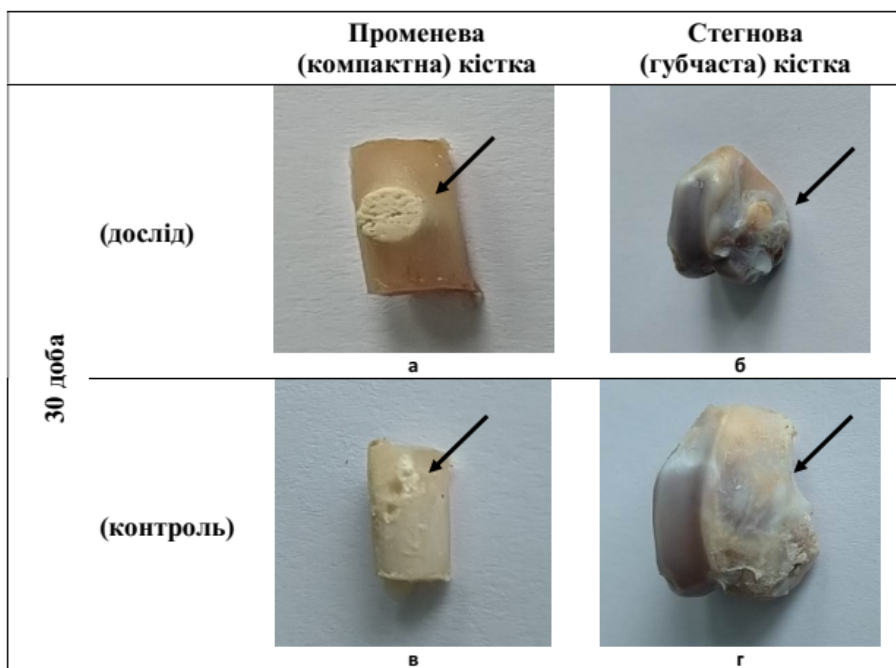 Променева
(компактна) кістка
Стегнова
(губчаста) кістка
30 доба
(дослід)
а
б
(контроль)
в
г